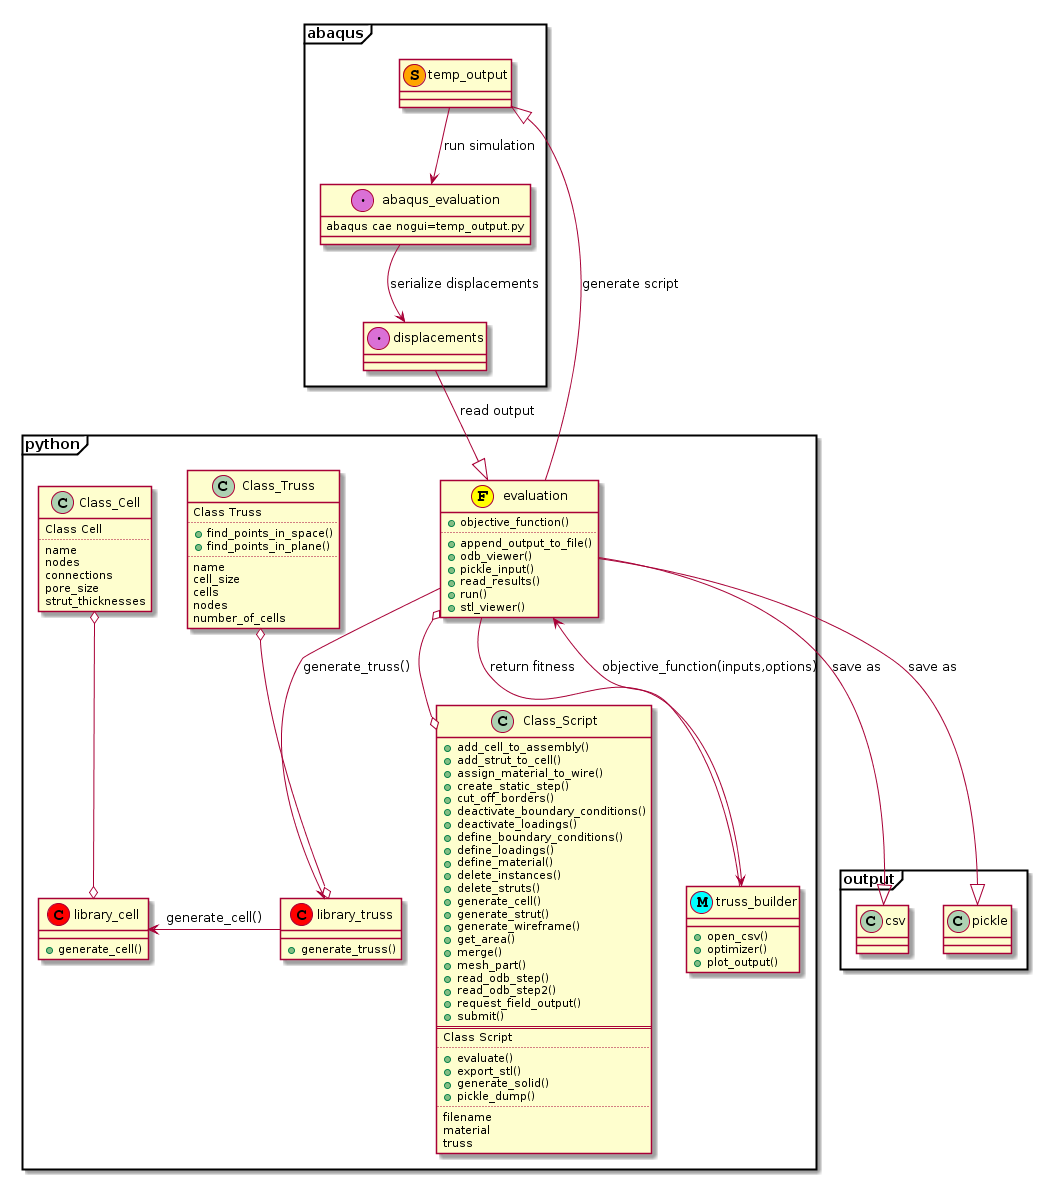 abaqus
S temp_output
run simulation
abaqus_evaluation
abaqus cae nogui=temp_output.py
serialize displacements
generate script
displacements
read output
python
C Class_Cell
Class Cell
name
nodes
connections
pore_size
strut_thicknesses
C Class_Truss
Class Truss
find_points_in_space()
find_points_in_plane()
name
cell_size
cells
nodes
number_of_cells
F evaluation
objective_function()
append_output_to_file()
odb_viewer()
pickle_input()
read_results()
run()
stl_viewer()
generate_truss()
return fitness
objective_function(inputs,options)
save as
save as
C Class_Script
add_cell_to_assembly()
add_strut_to_cell()
assign_material_to_wire()
create_static_step()
cut_off_borders()
deactivate_boundary_conditions()
deactivate_loadings()
define_boundary_conditions()
define_loadings()
define_material()
delete_instances()
delete_struts()
generate_cell()
generate_strut()
generate_wireframe()
get_area()
merge()
mesh_part()
read_odb_step()
read_odb_step2()
request_field_output()
submit()
Class Script
evaluate()
export_stl()
generate_solid()
pickle_dump()
filename
material
truss
C library_cell
generate_cell()
generate_cell()
C library_truss
generate_truss()
M truss_builder
open_csv()
optimizer()
plot_output()
output
C csv
C pickle